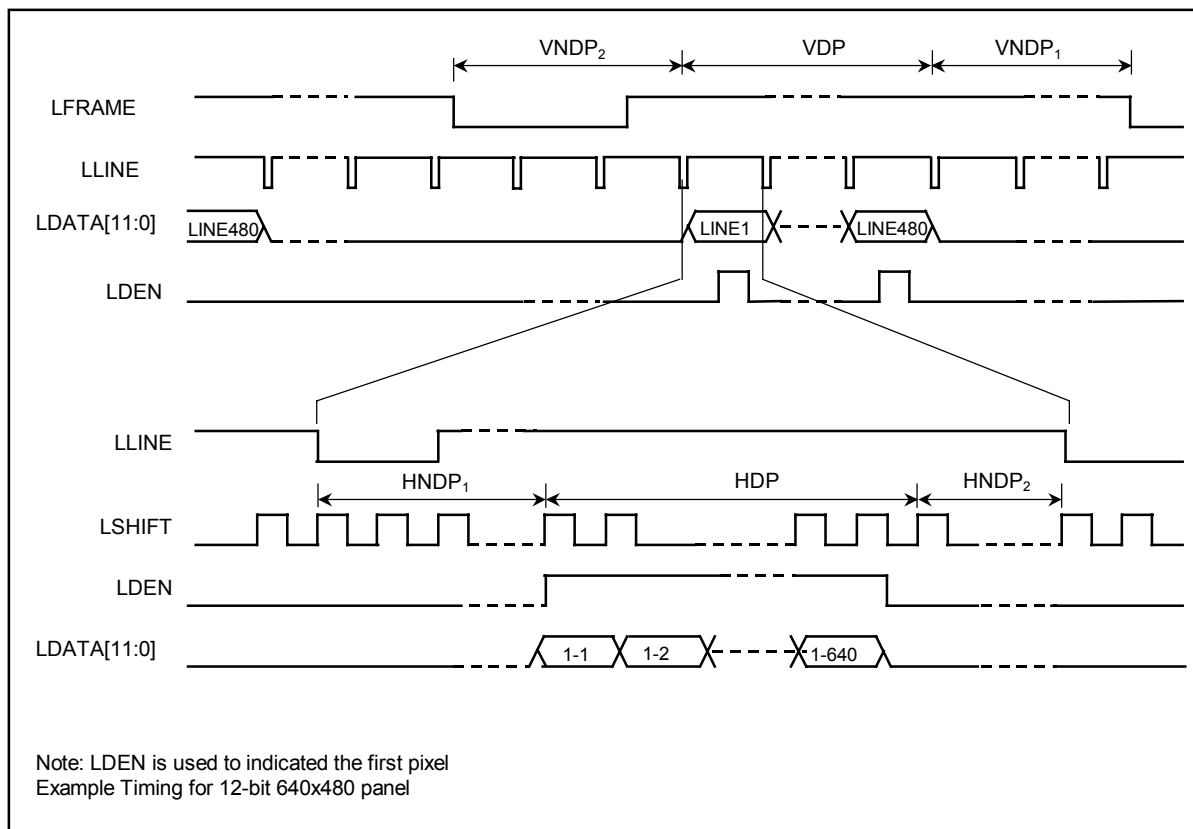 VNDP₂ VDP VNDP₁
LFRAME
LLINE
LDATA[11:0] LINE480 LINE1 LINE480
LDEN
LLINE
HNDP₁ HDP HNDP₂
LSHIFT
LDEN
LDATA[11:0] 1-1 1-2 1-640
Note: LDEN is used to indicated the first pixel
Example Timing for 12-bit 640x480 panel